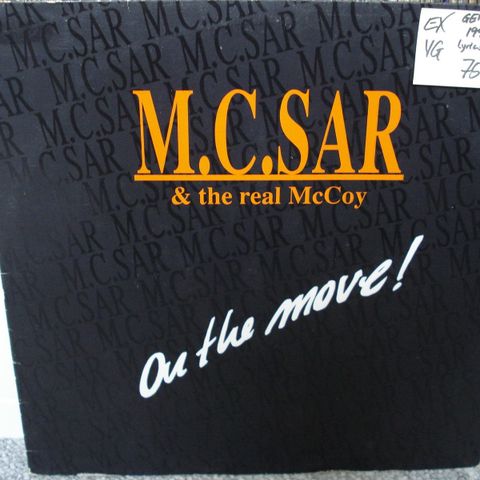 EX
VG
M.C.SAR
& the real McCoy
On the move!